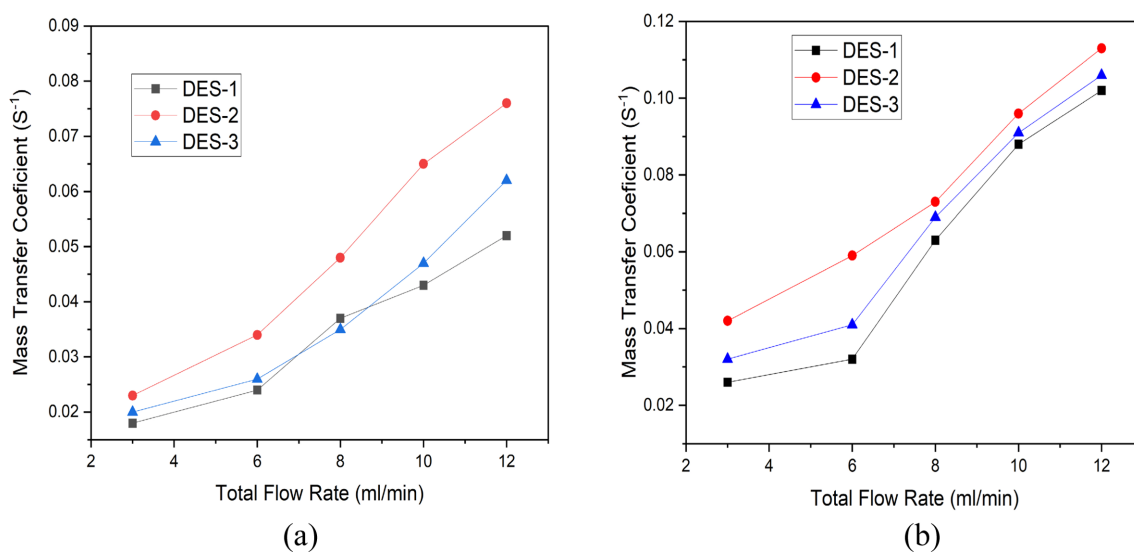 0.09
0.08
0.07
0.06
0.05
0.04
0.03
0.02
Mass Transfer Coeficient (S⁻¹)
DES-1
DES-2
DES-3
2 4 6 8 10 12
Total Flow Rate (ml/min)
(a)
0.12
0.10
0.08
0.06
0.04
0.02
Mass Transfer Coeficient (S⁻¹)
DES-1
DES-2
DES-3
2 4 6 8 10 12
Total Flow Rate (ml/min)
(b)